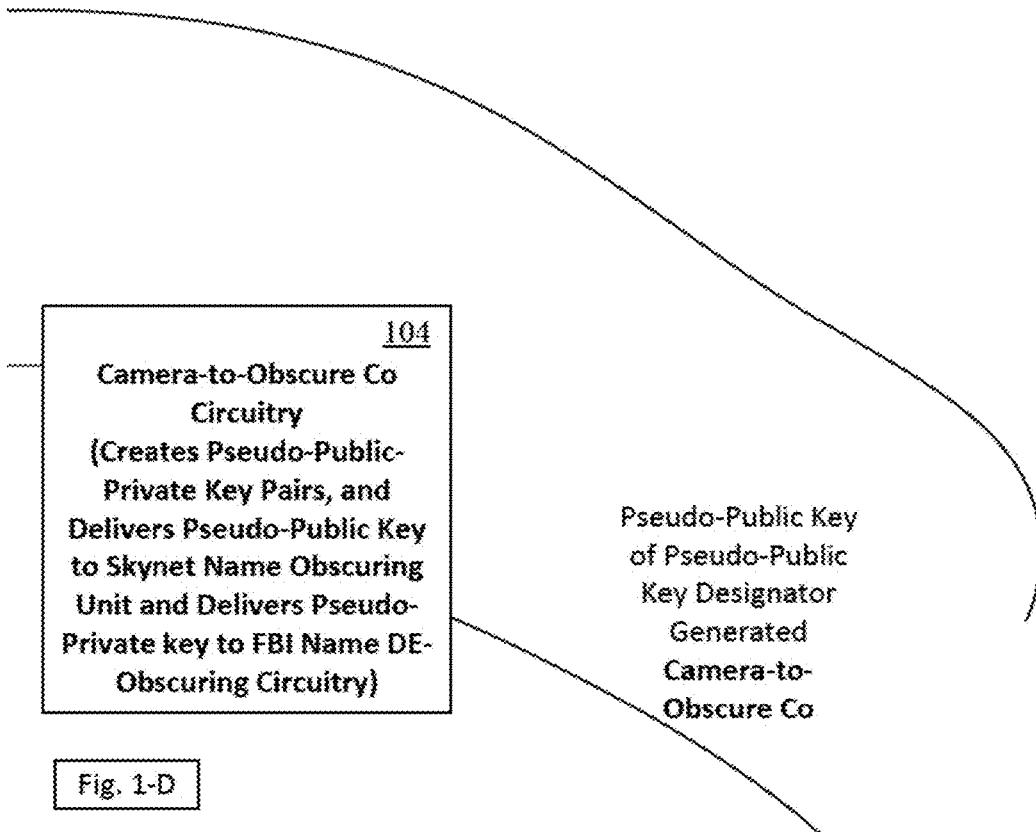 104
Camera-to-Obscure Co
Circuitry
(Creates Pseudo-Public-
Private Key Pairs, and
Delivers Pseudo-Public Key
to Skynet Name Obscuring
Unit and Delivers Pseudo-
Private key to FBI Name DE-
Obscuring Circuitry)
Pseudo-Public Key
of Pseudo-Public
Key Designator
Generated
Camera-to-
Obscure Co
Fig. 1-D